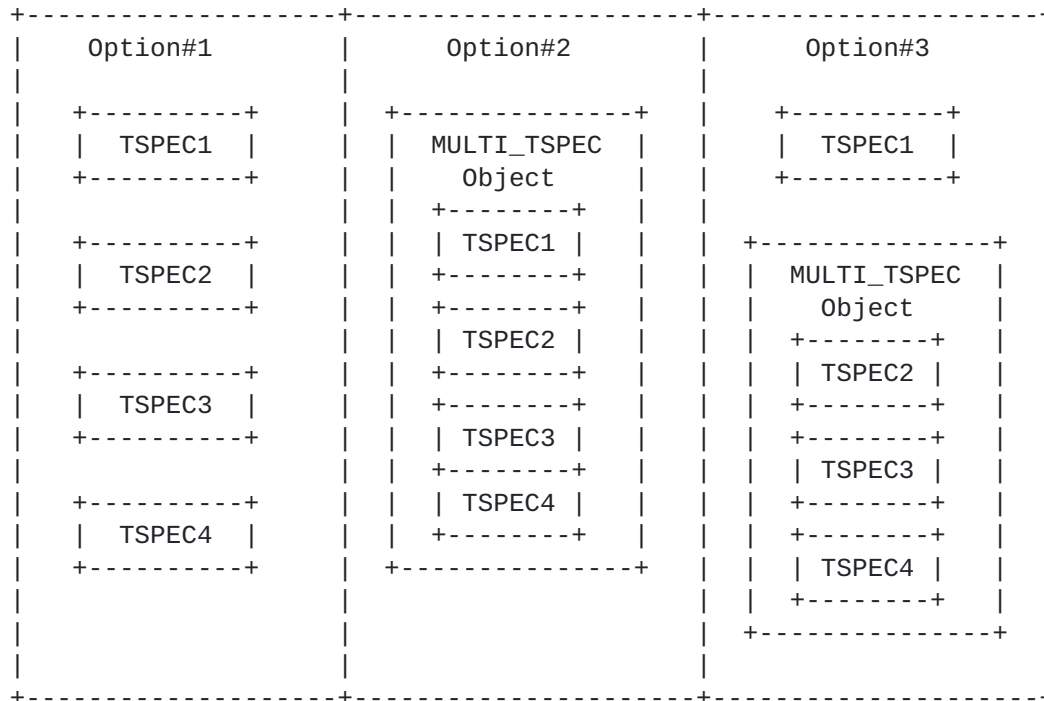 Option#1
TSPEC1
TSPEC2
TSPEC3
TSPEC4
Option#2
MULTI_TSPEC
Object
TSPEC1
TSPEC2
TSPEC3
TSPEC4
Option#3
TSPEC1
MULTI_TSPEC
Object
TSPEC2
TSPEC3
TSPEC4